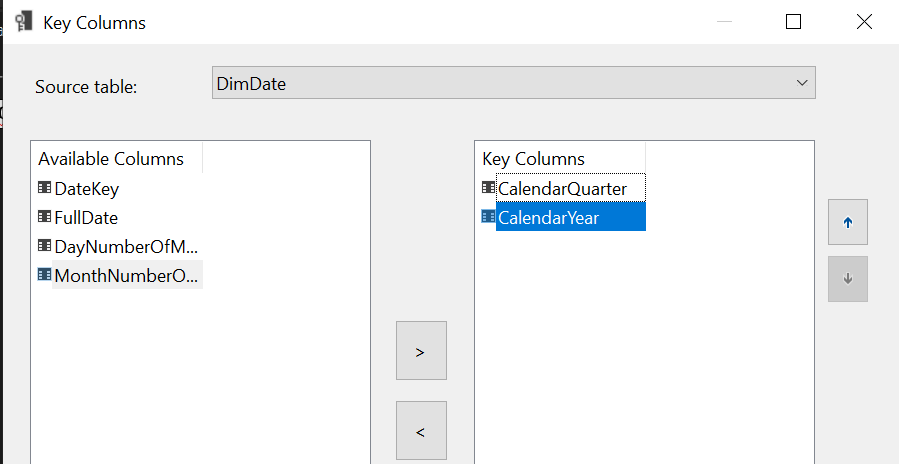 Key Columns
Source table:
DimDate
Available Columns
DateKey
FullDate
DayNumberOfM...
MonthNumberO...
>
<
Key Columns
CalendarQuarter
CalendarYear